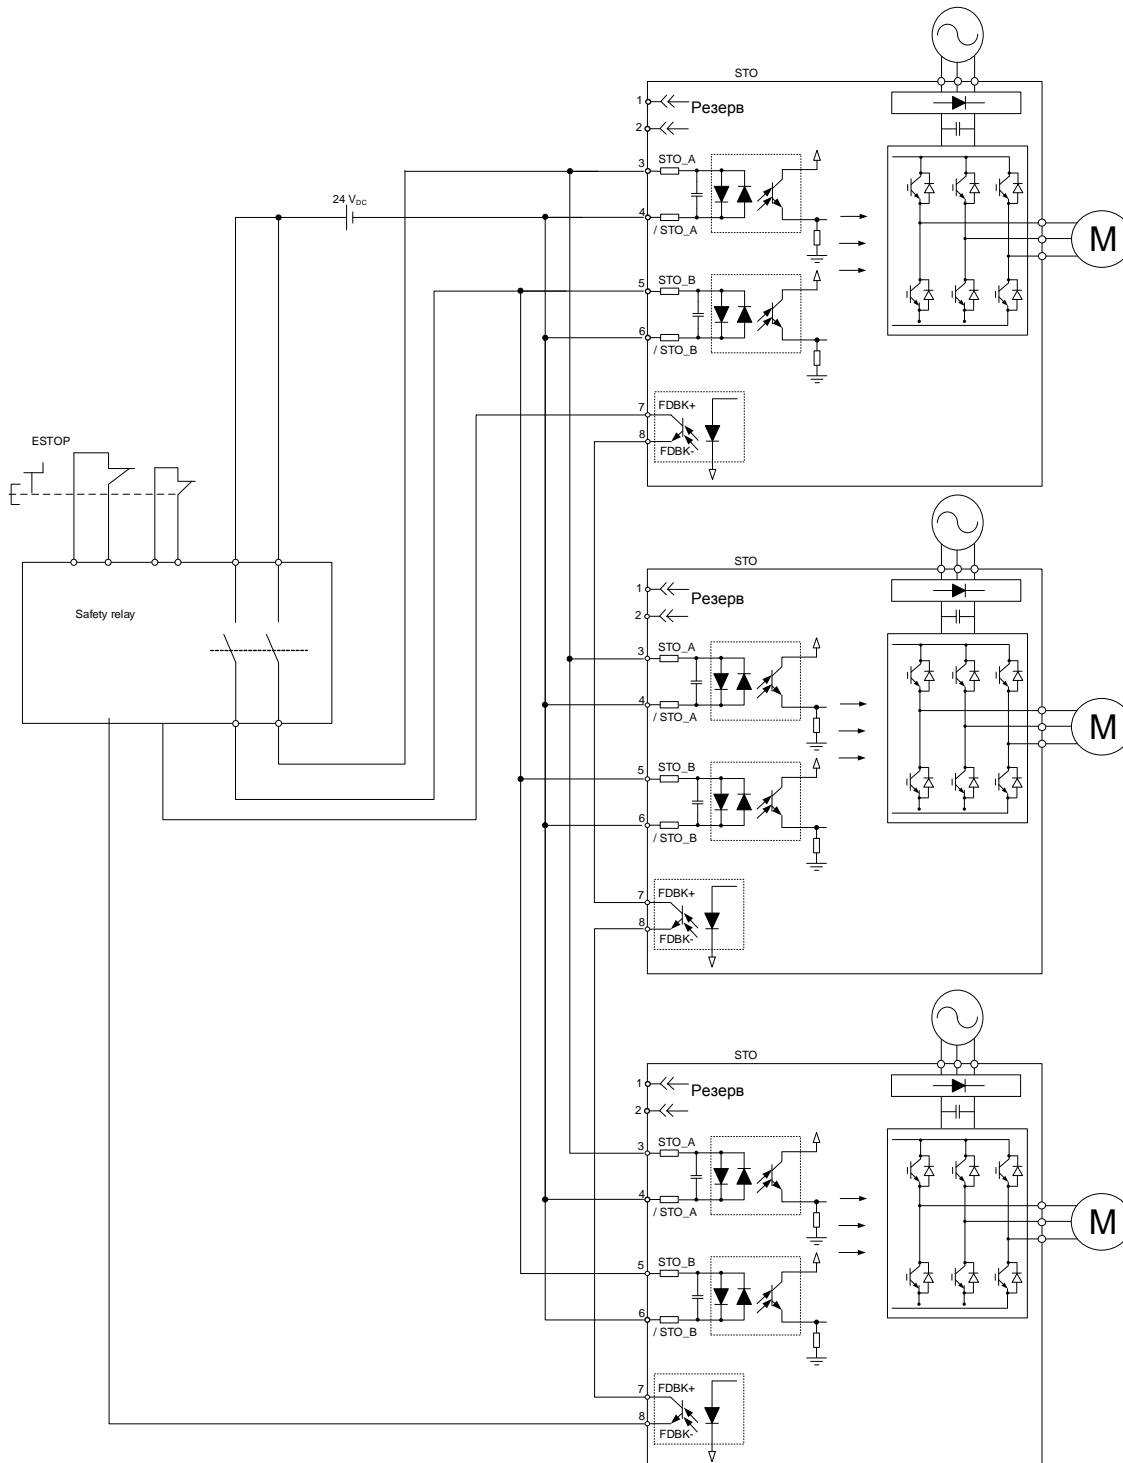 STO
1
Резерв
2
3
STO_A
4
/ STO_A
5
STO_B
6
/ STO_B
7
FDBK+
8
FDBK-
M
24 VDC
ESTOP
Safety relay
STO
1
Резерв
2
3
STO_A
4
/ STO_A
5
STO_B
6
/ STO_B
7
FDBK+
8
FDBK-
M
STO
1
Резерв
2
3
STO_A
4
/ STO_A
5
STO_B
6
/ STO_B
7
FDBK+
8
FDBK-
M